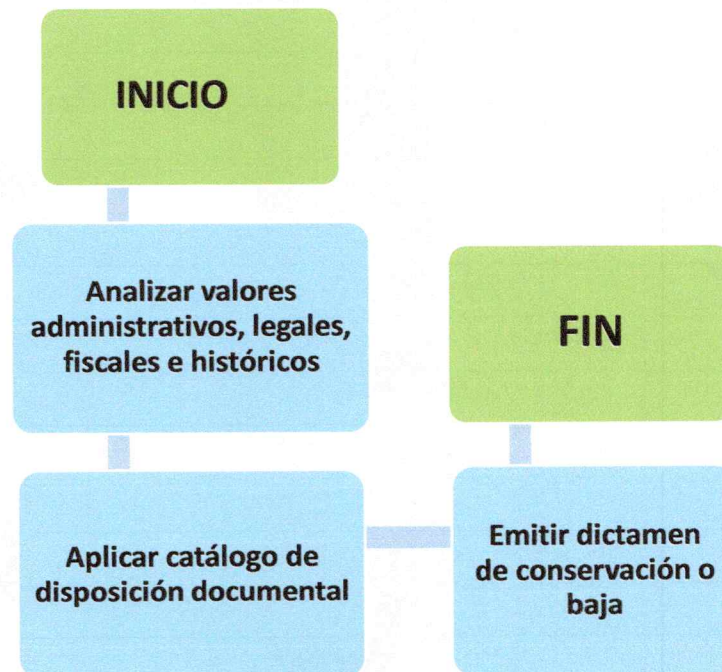 INICIO
Analizar valores
administrativos, legales,
fiscales e históricos
Aplicar catálogo de
disposición documental
Emitir dictamen
de conservación o
baja
FIN